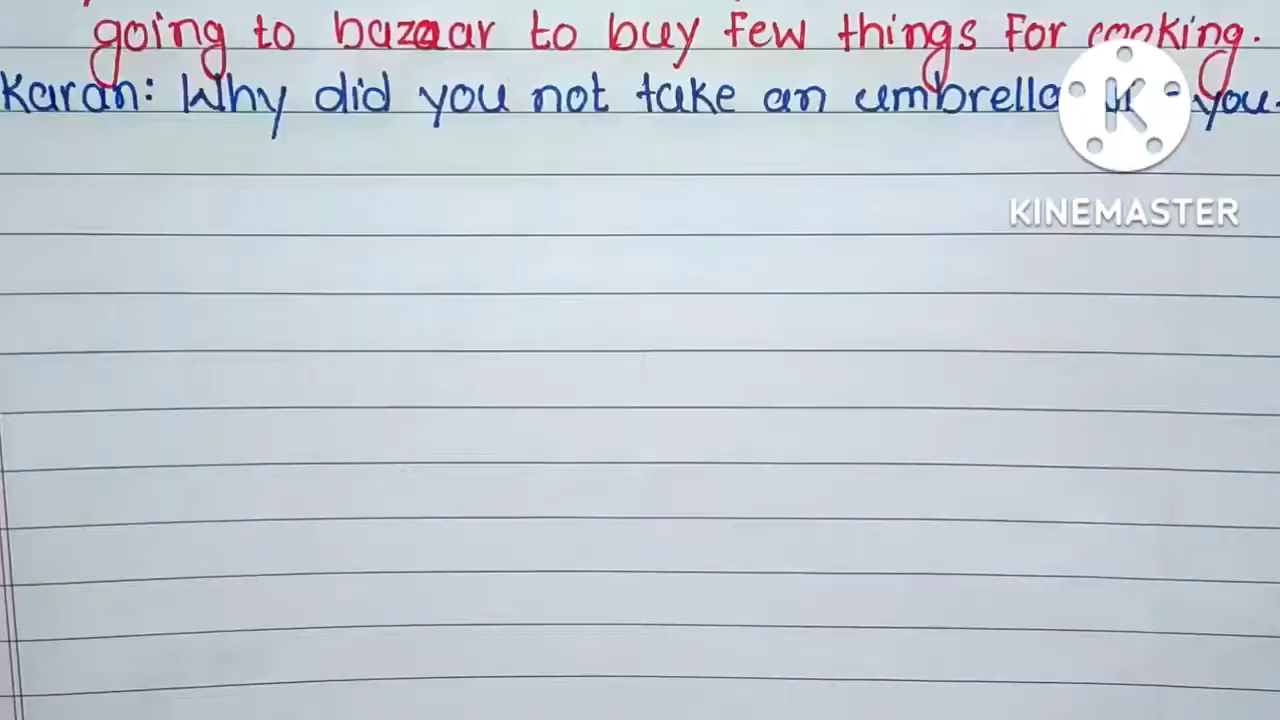 going to bazaar to buy few things for cooking.
Karan: Why did you not take an umbrella you.
K
KINEMASTER